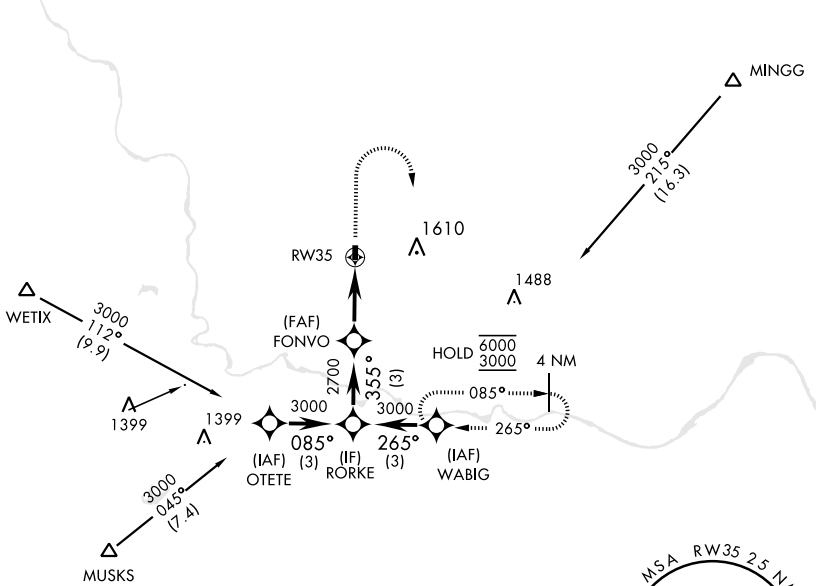 MINGG
3000
215°
(16.3)
1610
RW35
1488
WETIX
3000
112°
(9.9)
(FAF)
FONVO
HOLD
6000
3000
4 NM
2700
355°
(3)
085°
265°
1399
1399
3000
085°
(3)
3000
265°
(3)
(IAF)
OTETE
(IF)
RORKE
(IAF)
WABIG
3000
045°
(7.4)
MUSKS
MSA RW35 25